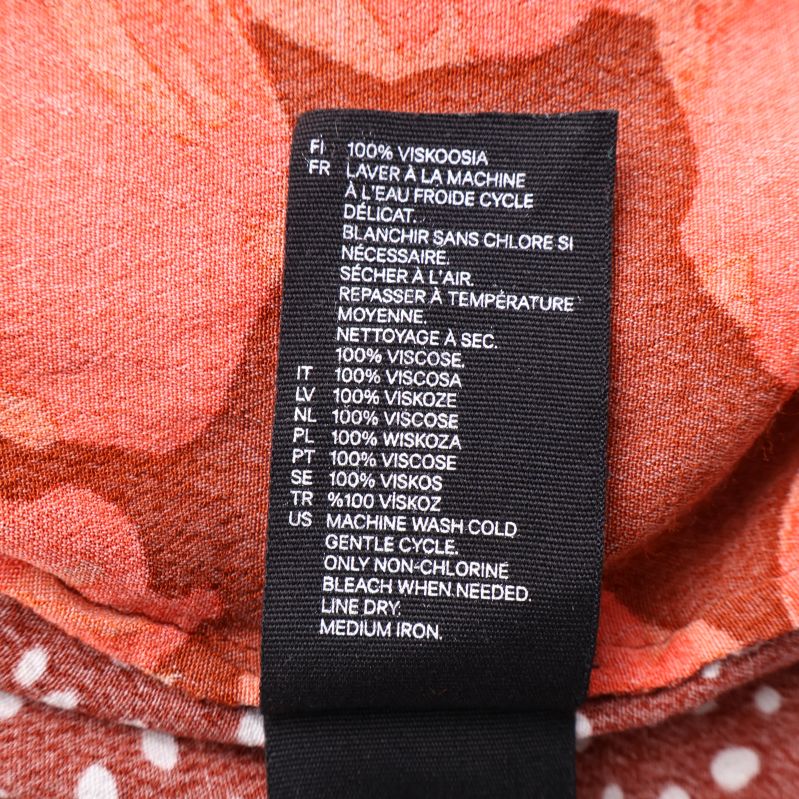 FI 100% VISKOOSIA
FR LAVER À LA MACHINE
À L'EAU FROIDE CYCLE
DÉLICAT.
BLANCHIR SANS CHLORE SI
NÉCESSAIRE.
SÉCHER À L'AIR.
REPASSER À TEMPÉRATURE
MOYENNE.
NETTOYAGE À SEC.
100% VISCOSE.
IT 100% VISCOSA
LV 100% VISKOZE
NL 100% VISCOSE
PL 100% WISKOZA
PT 100% VISCOSE
SE 100% VISKOS
TR %100 VİSKOZ
US MACHINE WASH COLD
GENTLE CYCLE.
ONLY NON-CHLORINE
BLEACH WHEN NEEDED.
LINE DRY.
MEDIUM IRON.